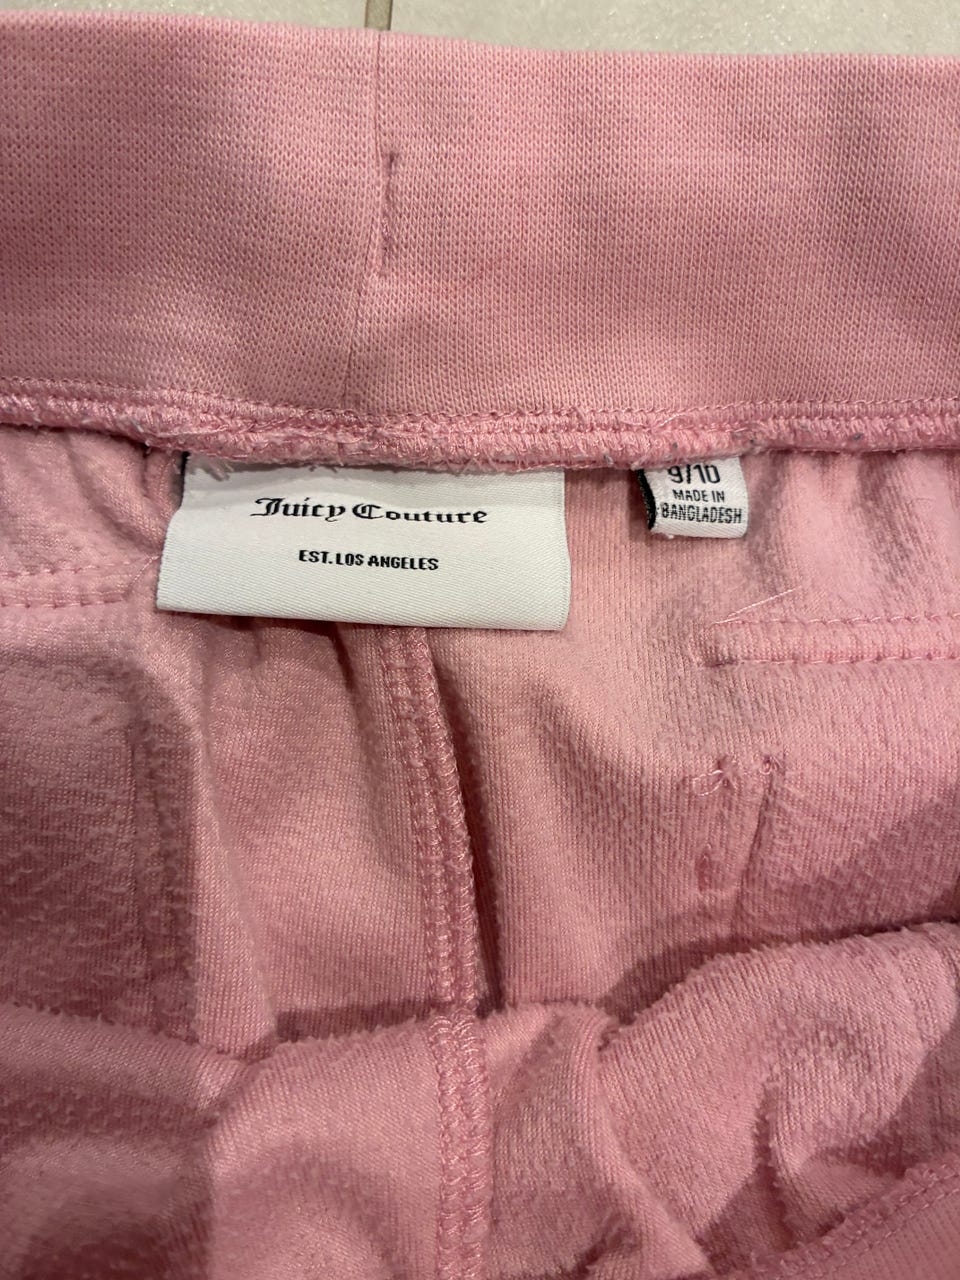 Juicy Couture
EST. LOS ANGELES
9/10
MADE IN
BANGLADESH